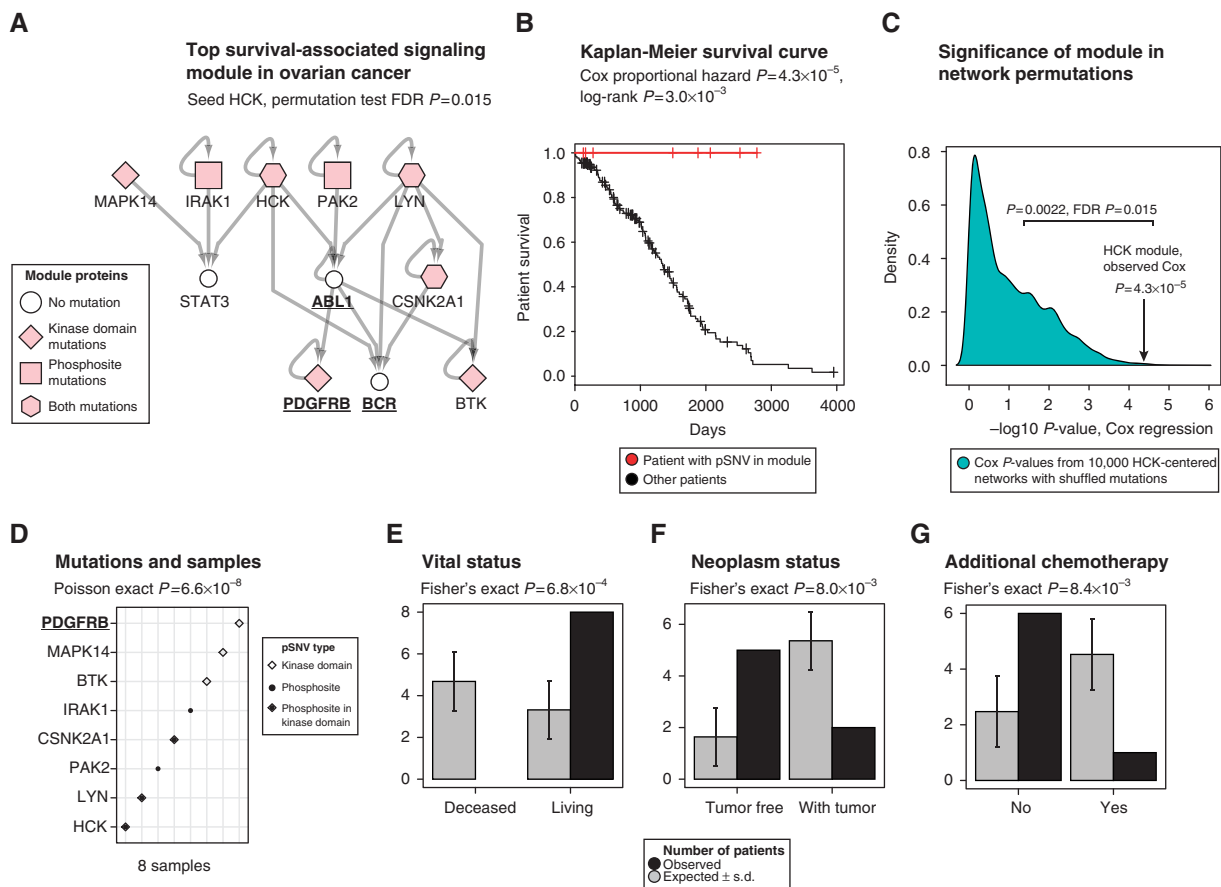 A
Top survival-associated signaling
module in ovarian cancer
Seed HCK, permutation test FDR P=0.015
MAPK14
IRAK1
HCK
PAK2
LYN
STAT3
ABL1
CSNK2A1
PDGFRB
BCR
BTK
Module proteins
No mutation
Kinase domain
mutations
Phosphosite
mutations
Both mutations
B
Kaplan-Meier survival curve
Cox proportional hazard P=4.3×10⁻⁵,
log-rank P=3.0×10⁻³
Patient survival
1.0
0.8
0.6
0.4
0.2
0.0
0 1000 2000 3000 4000
Days
Patient with pSNV in module
Other patients
C
Significance of module in
network permutations
Density
0.8
0.6
0.4
0.2
0.0
P=0.0022, FDR P=0.015
HCK module,
observed Cox
P=4.3×10⁻⁵
0 1 2 3 4 5 6
–log10 P-value, Cox regression
Cox P-values from 10,000 HCK-centered
networks with shuffled mutations
D
Mutations and samples
Poisson exact P=6.6×10⁻⁸
PDGFRB
MAPK14
BTK
IRAK1
CSNK2A1
PAK2
LYN
HCK
8 samples
pSNV type
Kinase domain
Phosphosite
Phosphosite in
kinase domain
E
Vital status
Fisher's exact P=6.8×10⁻⁴
8
6
4
2
0
Deceased Living
F
Neoplasm status
Fisher's exact P=8.0×10⁻³
6
4
2
0
Tumor free With tumor
Number of patients
Observed
Expected ± s.d.
G
Additional chemotherapy
Fisher's exact P=8.4×10⁻³
6
4
2
0
No Yes